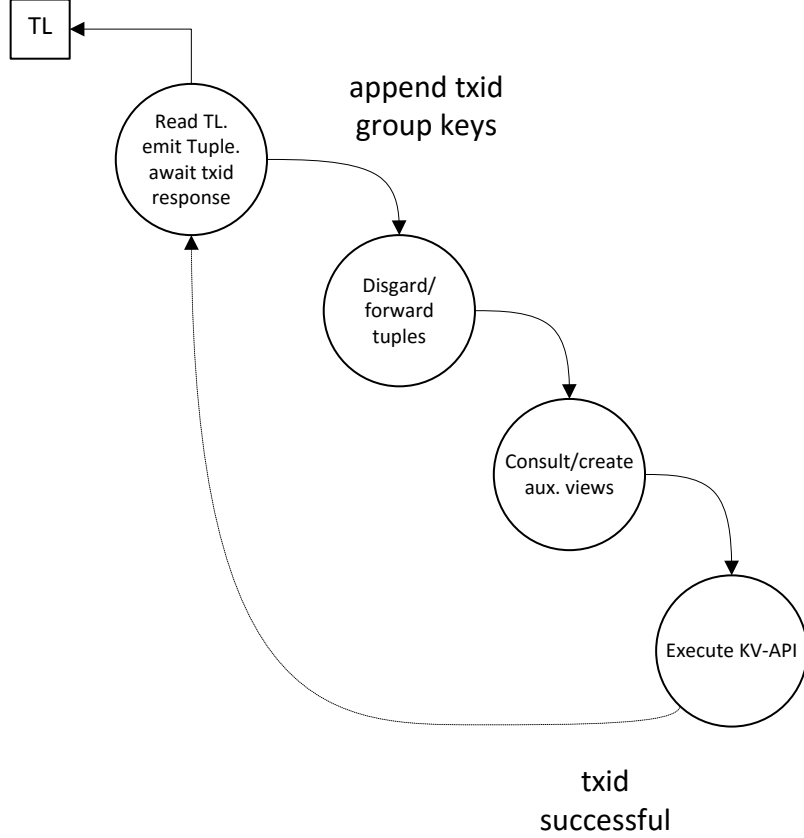 TL
Read TL.
emit Tuple.
await txid
response
append txid
group keys
Disgard/
forward
tuples
Consult/create
aux. views
Execute KV-API
txid
successful